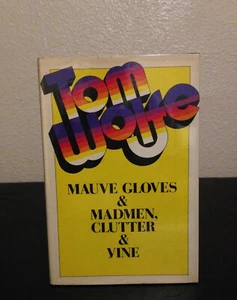 Tom
Wolfe
MAUVE GLOVES
&
MADMEN,
CLUTTER
&
VINE